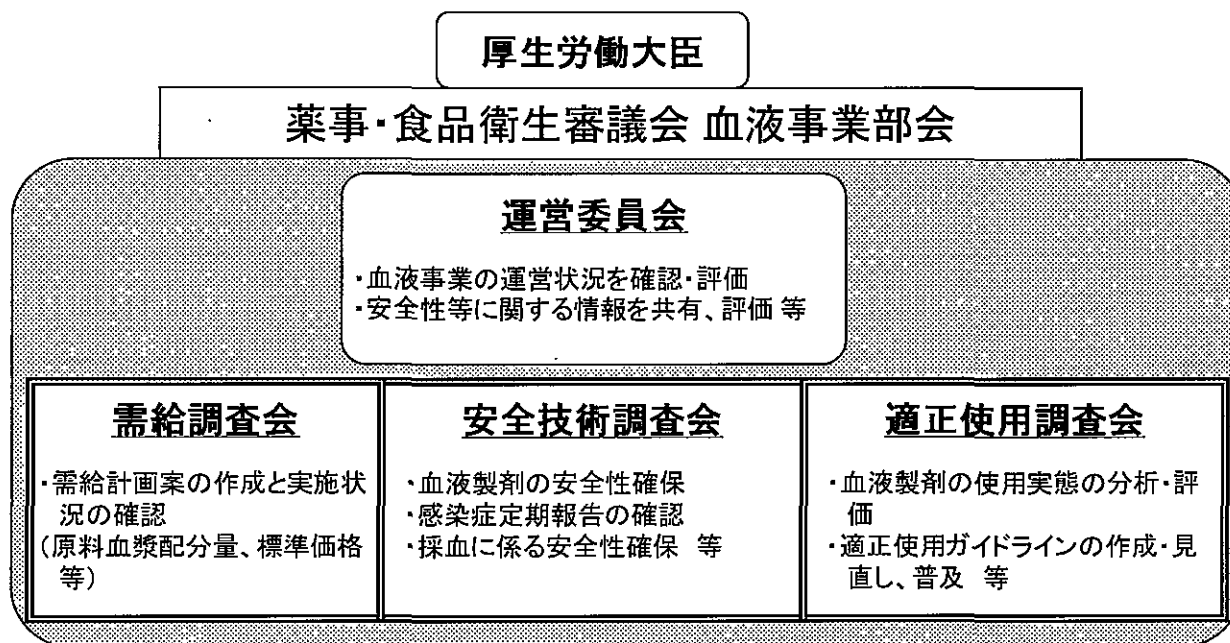 厚生労働大臣
薬事・食品衛生審議会 血液事業部会
運営委員会
・血液事業の運営状況を確認・評価
・安全性等に関する情報を共有、評価 等
需給調査会
・需給計画案の作成と実施状
況の確認
(原料血漿配分量、標準価格
等)
安全技術調査会
・血液製剤の安全性確保
・感染症定期報告の確認
・採血に係る安全性確保 等
適正使用調査会
・血液製剤の使用実態の分析・評
価
・適正使用ガイドラインの作成・見
直し、普及 等